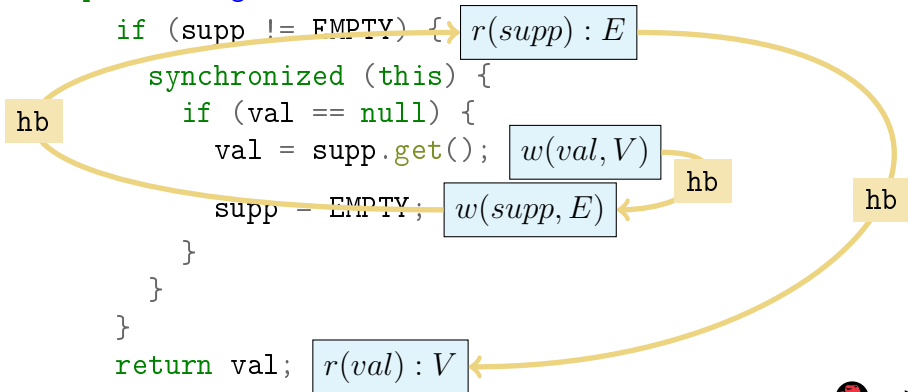 if (supp != EMPTY) { r(supp) : E
synchronized (this) {
if (val == null) {
hb
val = supp.get(); w(val, V)
hb
supp = EMPTY; w(supp, E)
hb
}
}
}
return val; r(val) : V